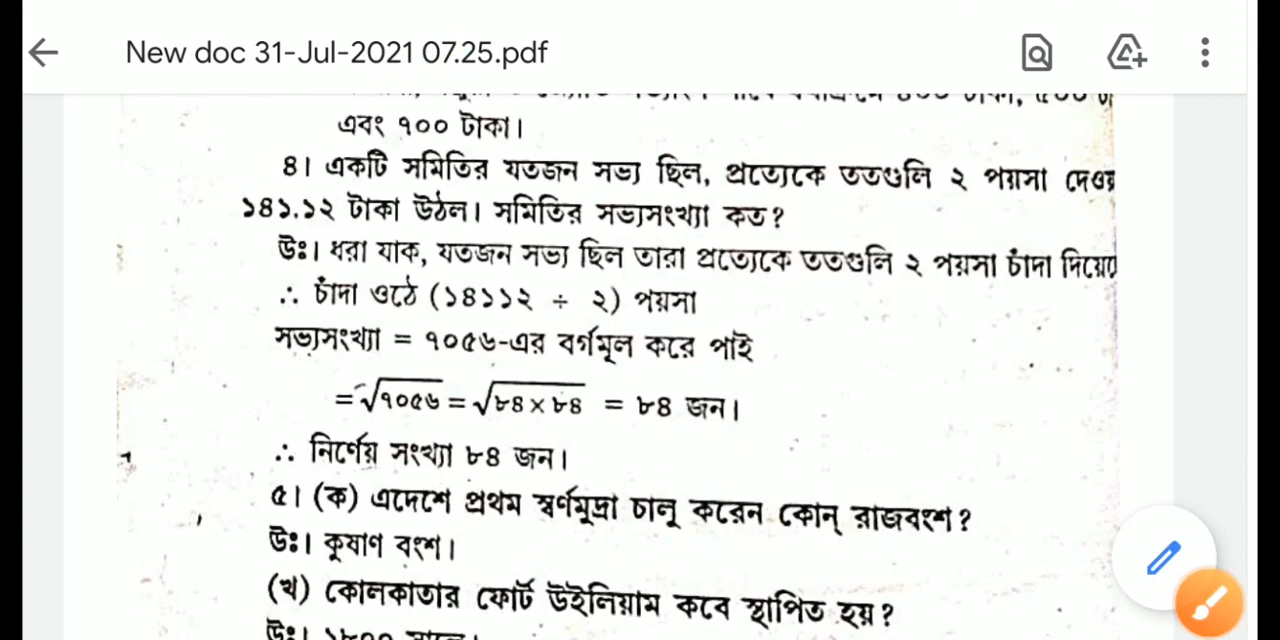 New doc 31-Jul-2021 07.25.pdf
এবং ৭০০ টাকা।
৪। একটি সমিতির যতজন সভ্য ছিল, প্রত্যেকে ততগুলি ২ পয়সা
১৪১.১২ টাকা উঠল। সমিতির সভ্যসংখ্যা কত?
উঃ। ধরা যাক, যতজন সভ্য ছিল তারা প্রত্যেকে ততগুলি ২ পয়সা চাঁদা
∴ চাঁদা ওঠে (১৪১১২ ÷ ২) পয়সা
সভ্যসংখ্যা = ৭০৫৬-এর বর্গমূল করে পাই
= √৭০৫৬ = √৮৪ × ৮৪ = ৮৪ জন।
∴ নির্ণেয় সংখ্যা ৮৪ জন।
৫। (ক) এদেশে প্রথম স্বর্ণমুদ্রা চালু করেন কোন্ রাজবংশ?
উঃ। কুষাণ বংশ।
(খ) কোলকাতার ফোর্ট উইলিয়াম কবে স্থাপিত হয়?